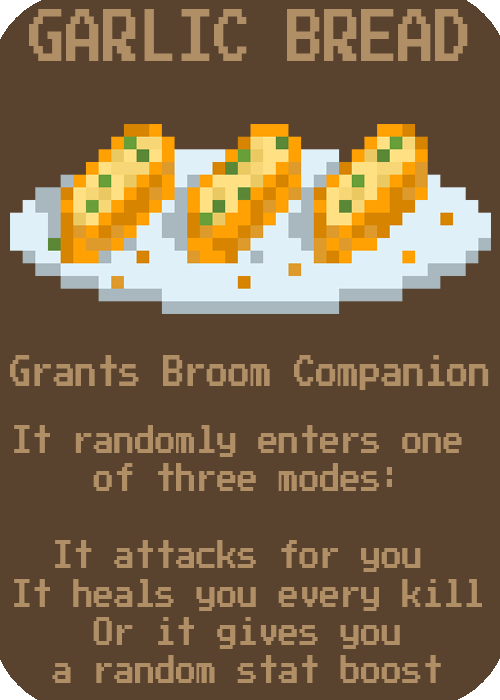 GARLIC BREAD
Grants Broom Companion
It randomly enters one
of three modes:
It attacks for you
It heals you every kill
Or it gives you
a random stat boost